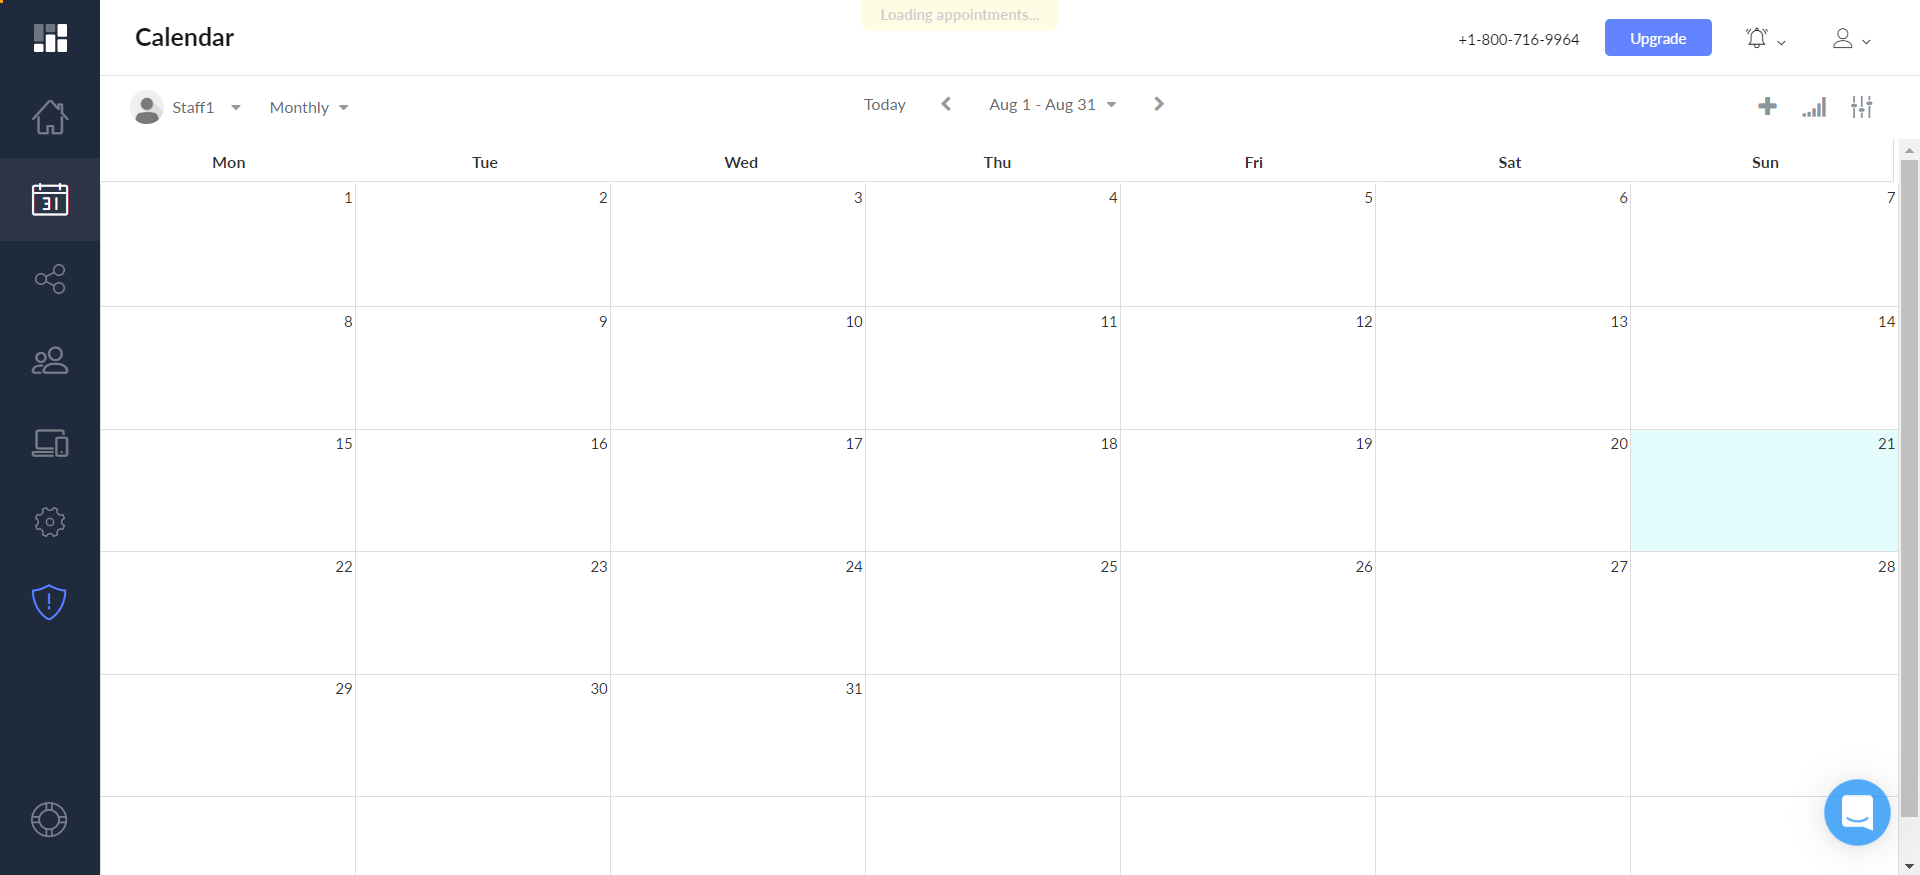 Loading appointments...
Calendar
+1-800-716-9964
Upgrade
Staff1
Monthly
Today
Aug 1 - Aug 31
Mon Tue Wed Thu Fri Sat Sun
1 2 3 4 5 6 7
8 9 10 11 12 13 14
15 16 17 18 19 20 21
22 23 24 25 26 27 28
29 30 31
31